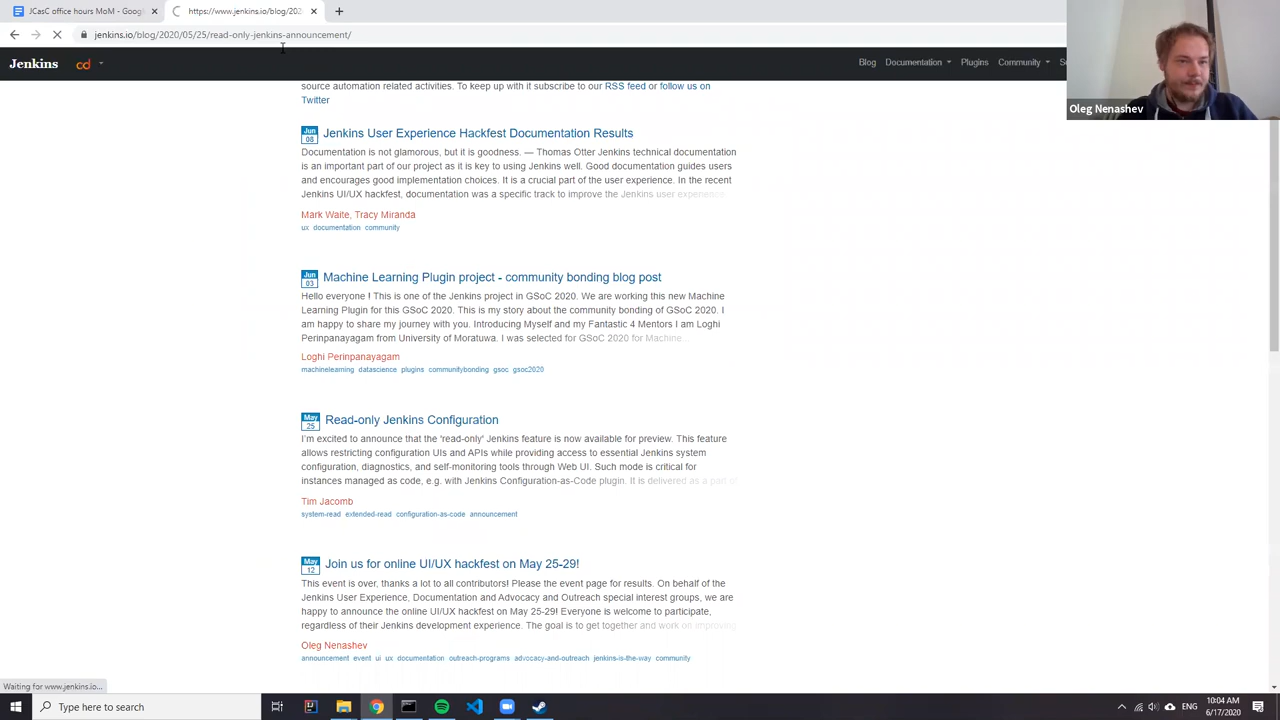 JCasC office hours MoM - Goog
https://www.jenkins.io/blog/202
jenkins.io/blog/2020/05/25/read-only-jenkins-announcement/
Jenkins
cd
Blog
Documentation
Plugins
Community
Oleg Nenashev
source automation related activities. To keep up with it subscribe to our RSS feed or follow us on
Twitter
Jun
08
Jenkins User Experience Hackfest Documentation Results
Documentation is not glamorous, but it is goodness. — Thomas Otter Jenkins technical documentation
is an important part of our project as it is key to using Jenkins well. Good documentation guides users
and encourages good implementation choices. It is a crucial part of the user experience. In the recent
Jenkins UI/UX hackfest, documentation was a specific track to improve the Jenkins user experience
Mark Waite, Tracy Miranda
ux documentation community
Jun
03
Machine Learning Plugin project - community bonding blog post
Hello everyone ! This is one of the Jenkins project in GSoC 2020. We are working this new Machine
Learning Plugin for this GSoC 2020. This is my story about the community bonding of GSoC 2020. I
am happy to share my journey with you. Introducing Myself and my Fantastic 4 Mentors I am Loghi
Perinpanayagam from University of Moratuwa. I was selected for GSoC 2020 for Machine...
Loghi Perinpanayagam
machinelearning datascience plugins communitybonding gsoc gsoc2020
May
25
Read-only Jenkins Configuration
I'm excited to announce that the 'read-only' Jenkins feature is now available for preview. This feature
allows restricting configuration UIs and APIs while providing access to essential Jenkins system
configuration, diagnostics, and self-monitoring tools through Web UI. Such mode is critical for
instances managed as code, e.g. with Jenkins Configuration-as-Code plugin. It is delivered as a part of
Tim Jacomb
system-read extended-read configuration-as-code announcement
May
12
Join us for online UI/UX hackfest on May 25-29!
This event is over, thanks a lot to all contributors! Please the event page for results. On behalf of the
Jenkins User Experience, Documentation and Advocacy and Outreach special interest groups, we are
happy to announce the online UI/UX hackfest on May 25-29! Everyone is welcome to participate,
regardless of their Jenkins development experience. The goal is to get together and work on improving
Oleg Nenashev
announcement event ui ux documentation outreach-programs advocacy-and-outreach jenkins-is-the-way community
Waiting for www.jenkins.io...
Type here to search
ENG
10:04 AM
6/17/2020